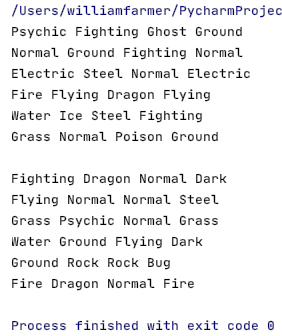 /Users/williamfarmer/PycharmProjec
Psychic Fighting Ghost Ground
Normal Ground Fighting Normal
Electric Steel Normal Electric
Fire Flying Dragon Flying
Water Ice Steel Fighting
Grass Normal Poison Ground
Fighting Dragon Normal Dark
Flying Normal Normal Steel
Grass Psychic Normal Grass
Water Ground Flying Dark
Ground Rock Rock Bug
Fire Dragon Normal Fire
Process finished with exit code 0